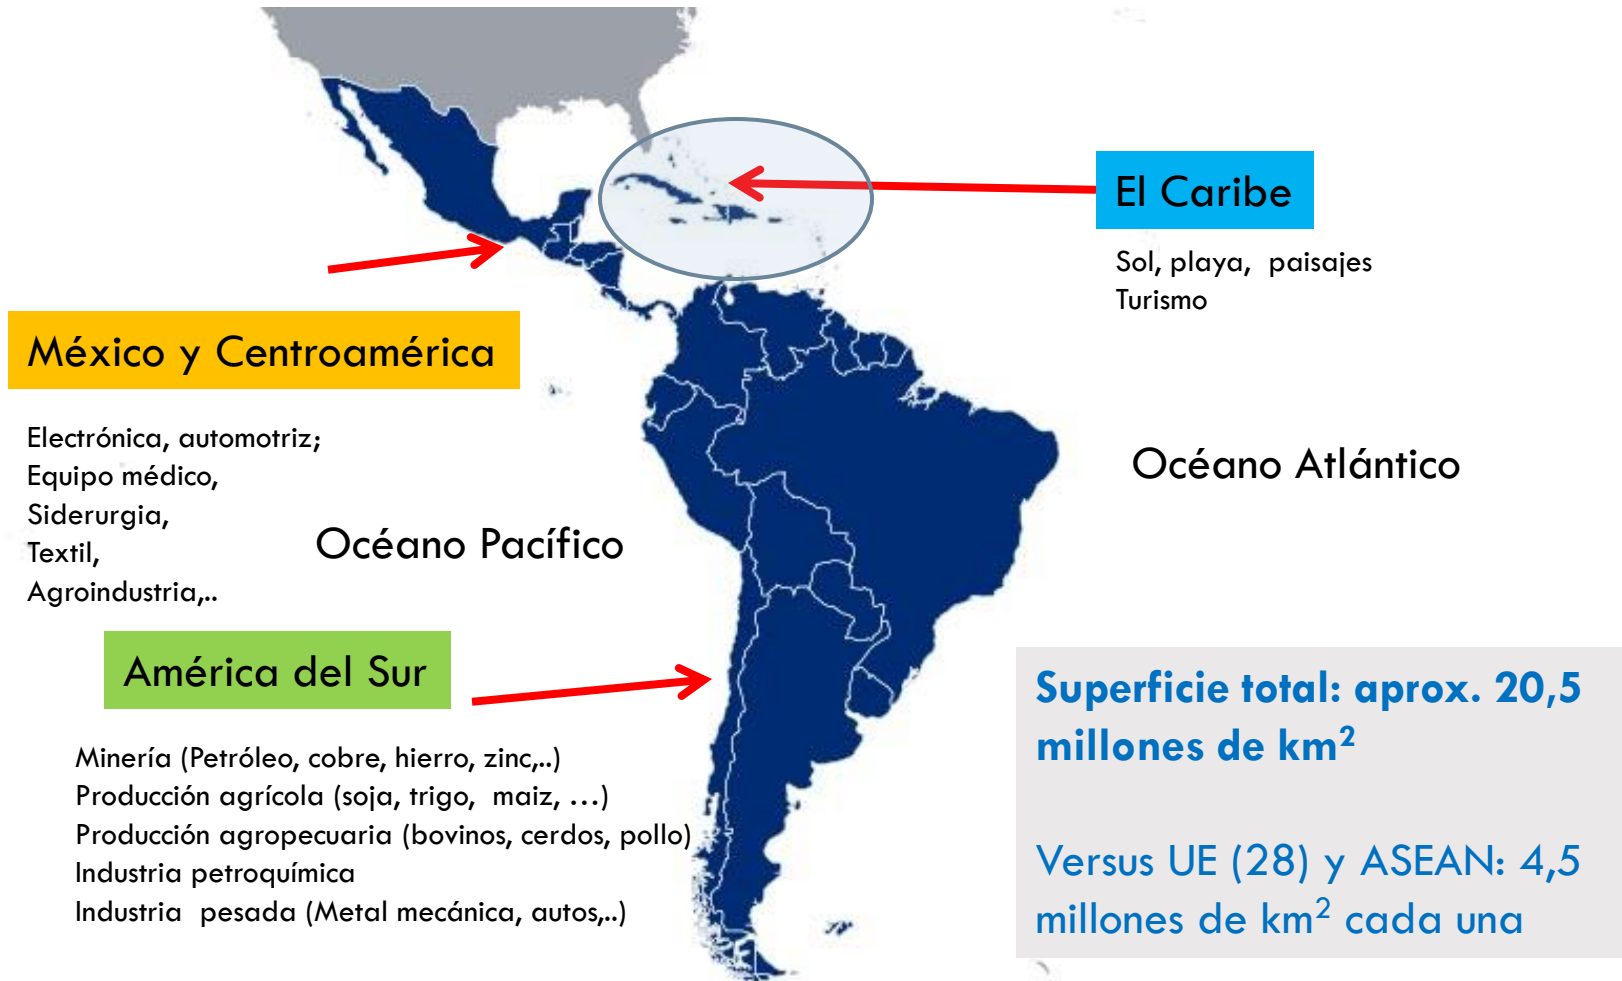 El Caribe
Sol, playa,  paisajes
Turismo
México y Centroamérica
Electrónica, automotriz;
Equipo médico,
Siderurgia,
Textil,
Agroindustria,..
Océano Pacífico
Océano Atlántico
América del Sur
Minería (Petróleo, cobre, hierro, zinc,..)
Producción agrícola (soja, trigo,  maiz, ...)
Producción agropecuaria (bovinos, cerdos, pollo)
Industria petroquímica
Industria  pesada (Metal mecánica, autos,..)
Superficie total: aprox. 20,5
millones de km²
Versus UE (28) y ASEAN: 4,5
millones de km² cada una